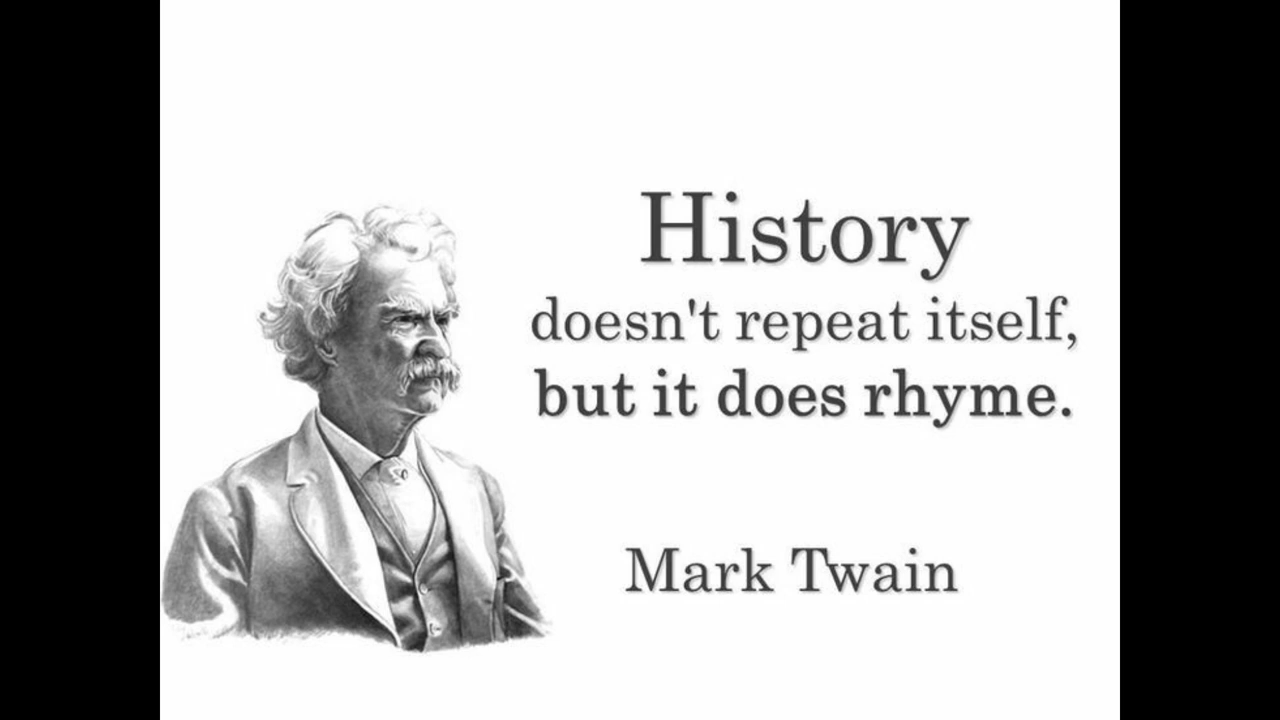 History
doesn't repeat itself,
but it does rhyme.
Mark Twain